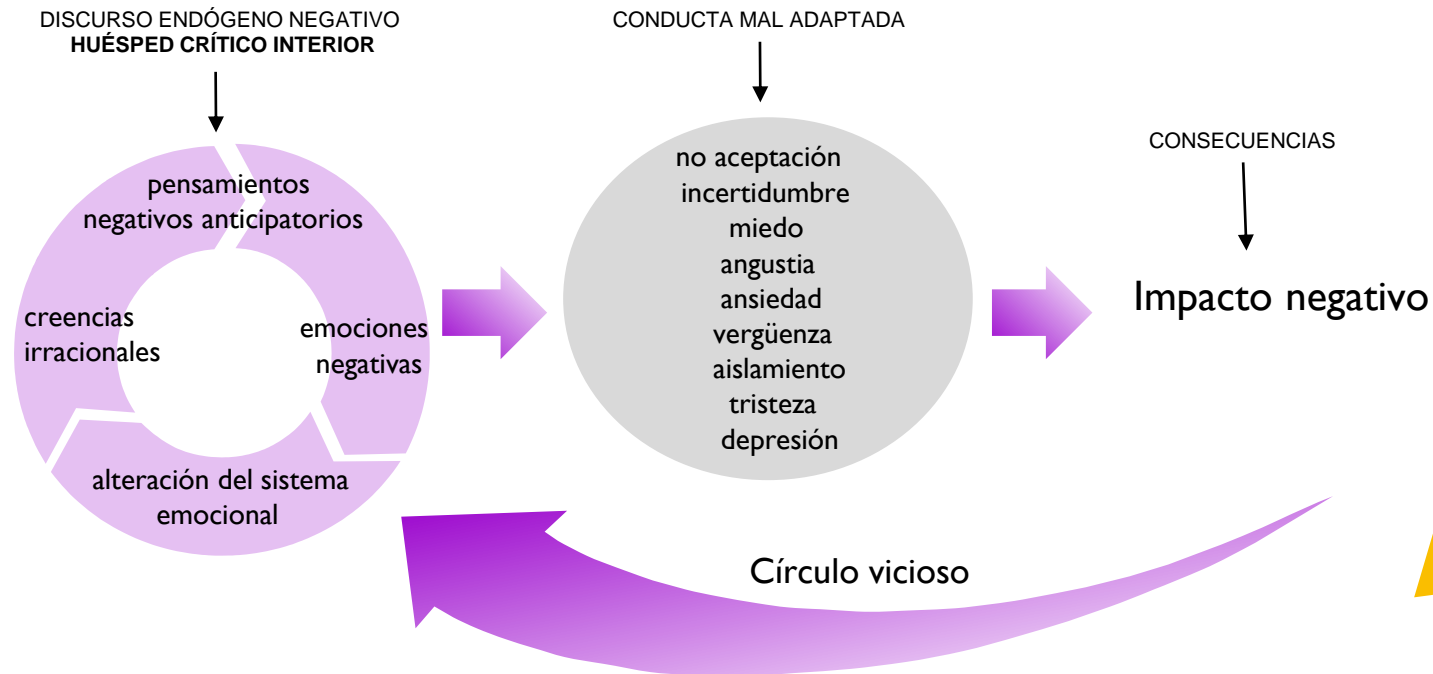 DISCURSO ENDÓGENO NEGATIVO
HUÉSPED CRÍTICO INTERIOR
pensamientos
negativos anticipatorios
creencias
irracionales
emociones
negativas
alteración del sistema
emocional
CONDUCTA MAL ADAPTADA
no aceptación
incertidumbre
miedo
angustia
ansiedad
vergüenza
aislamiento
tristeza
depresión
CONSECUENCIAS
Impacto negativo
Círculo vicioso